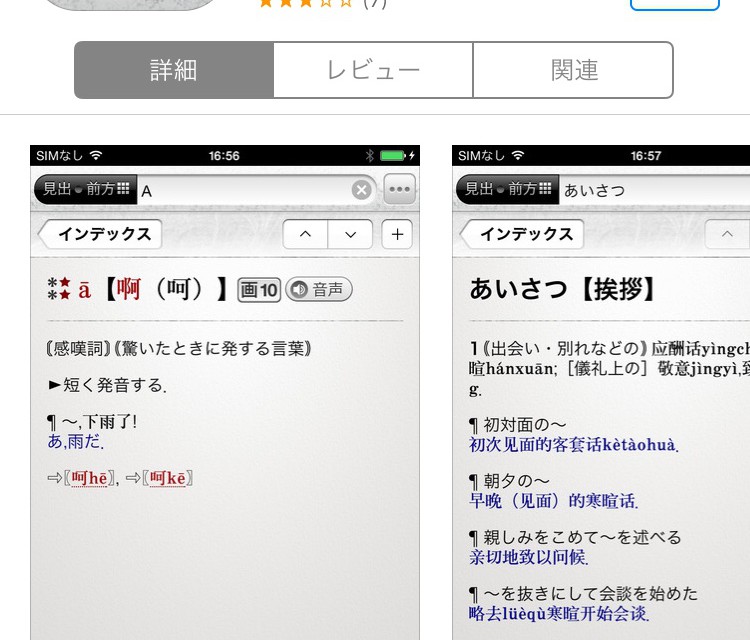 ★★★☆☆ (7)
詳細 レビュー 関連
SIMなし 16:56
見出・前方 A
インデックス
⁑★ ā【啊（呵）】画10 音声
〘感嘆詞〙《驚いたときに発する言葉》
►短く発音する.
¶ ～,下雨了!
あ,雨だ.
⇨〖呵hē〗, ⇨〖呵kē〗
SIMなし 16:57
見出・前方 あいさつ
インデックス
あいさつ【挨拶】
1 《出会い・別れなどの》应酬话yìngch
暄hánxuān;［儀礼上の］敬意jìngyì,致
g.
¶ 初対面の～
初次见面的客套话kètàohuà.
¶ 朝夕の～
早晚（见面）的寒暄话.
¶ 親しみをこめて～を述べる
亲切地致以问候.
¶ ～を抜きにして会談を始めた
略去lüèqù寒暄开始会谈.